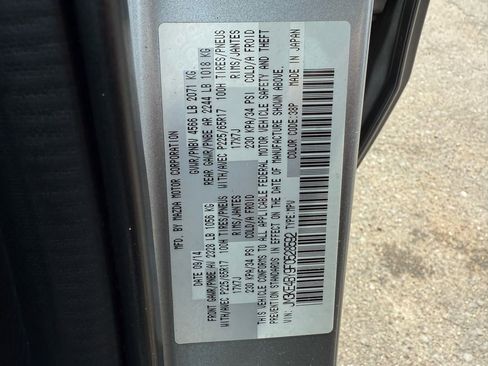 MFD. BY MAZDA MOTOR CORPORATION
DATE: 09/14 GVWR/PNBV 4566 LB 2071 KG
FRONT GAWR/PNBE AV 2328 LB 1056 KG REAR GAWR/PNBE AR 2244 LB 1018 KG
WITH/AVEC P225/65R17 100H TIRES/PNEUS WITH/AVEC P225/65R17 100H TIRES/PNEUS
17X7J RIMS/JANTES 17X7J RIMS/JANTES
230 KPA/34 PSI COLD/A FROID 230 KPA/34 PSI COLD/A FROID
THIS VEHICLE CONFORMS TO ALL APPLICABLE FEDERAL MOTOR VEHICLE SAFETY AND THEFT
PREVENTION STANDARDS IN EFFECT ON THE DATE OF MANUFACTURE SHOWN ABOVE.
VIN: TYPE:MPV COLOR CODE:38P MADE IN JAPAN